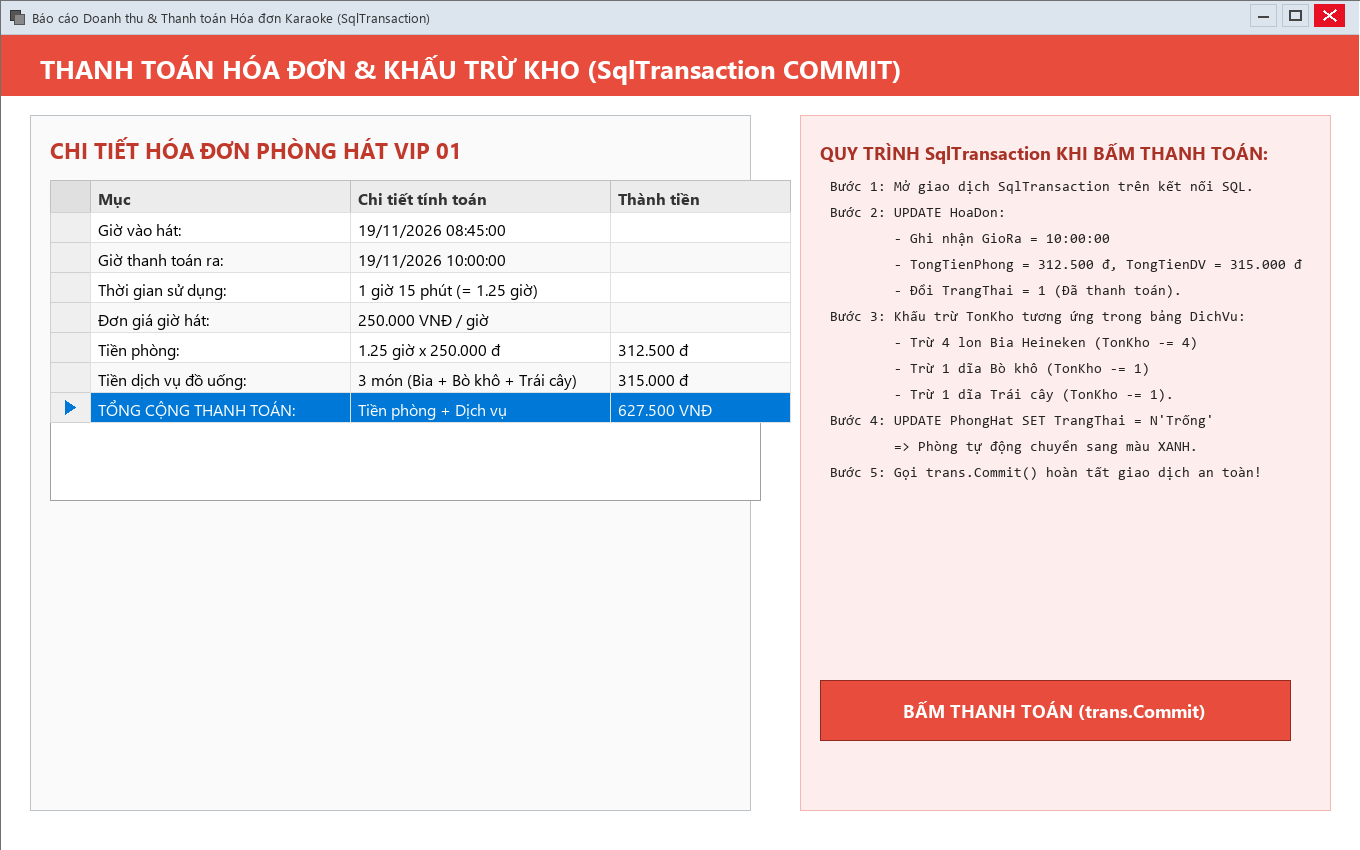 Báo cáo Doanh thu & Thanh toán Hóa đơn Karaoke (SqlTransaction)
THANH TOÁN HÓA ĐƠN & KHẤU TRỪ KHO (SqlTransaction COMMIT)
CHI TIẾT HÓA ĐƠN PHÒNG HÁT VIP 01
Mục Chi tiết tính toán Thành tiền
Giờ vào hát: 19/11/2026 08:45:00
Giờ thanh toán ra: 19/11/2026 10:00:00
Thời gian sử dụng: 1 giờ 15 phút (= 1.25 giờ)
Đơn giá giờ hát: 250.000 VNĐ / giờ
Tiền phòng: 1.25 giờ x 250.000 đ 312.500 đ
Tiền dịch vụ đồ uống: 3 món (Bia + Bò khô + Trái cây) 315.000 đ
TỔNG CỘNG THANH TOÁN: Tiền phòng + Dịch vụ 627.500 VNĐ
QUY TRÌNH SqlTransaction KHI BẤM THANH TOÁN:
Bước 1: Mở giao dịch SqlTransaction trên kết nối SQL.
Bước 2: UPDATE HoaDon:
- Ghi nhận GioRa = 10:00:00
- TongTienPhong = 312.500 đ, TongTienDV = 315.000 đ
- Đổi TrangThai = 1 (Đã thanh toán).
Bước 3: Khấu trừ TonKho tương ứng trong bảng DichVu:
- Trừ 4 lon Bia Heineken (TonKho -= 4)
- Trừ 1 dĩa Bò khô (TonKho -= 1)
- Trừ 1 dĩa Trái cây (TonKho -= 1).
Bước 4: UPDATE PhongHat SET TrangThai = N'Trống'
=> Phòng tự động chuyển sang màu XANH.
Bước 5: Gọi trans.Commit() hoàn tất giao dịch an toàn!
BẤM THANH TOÁN (trans.Commit)